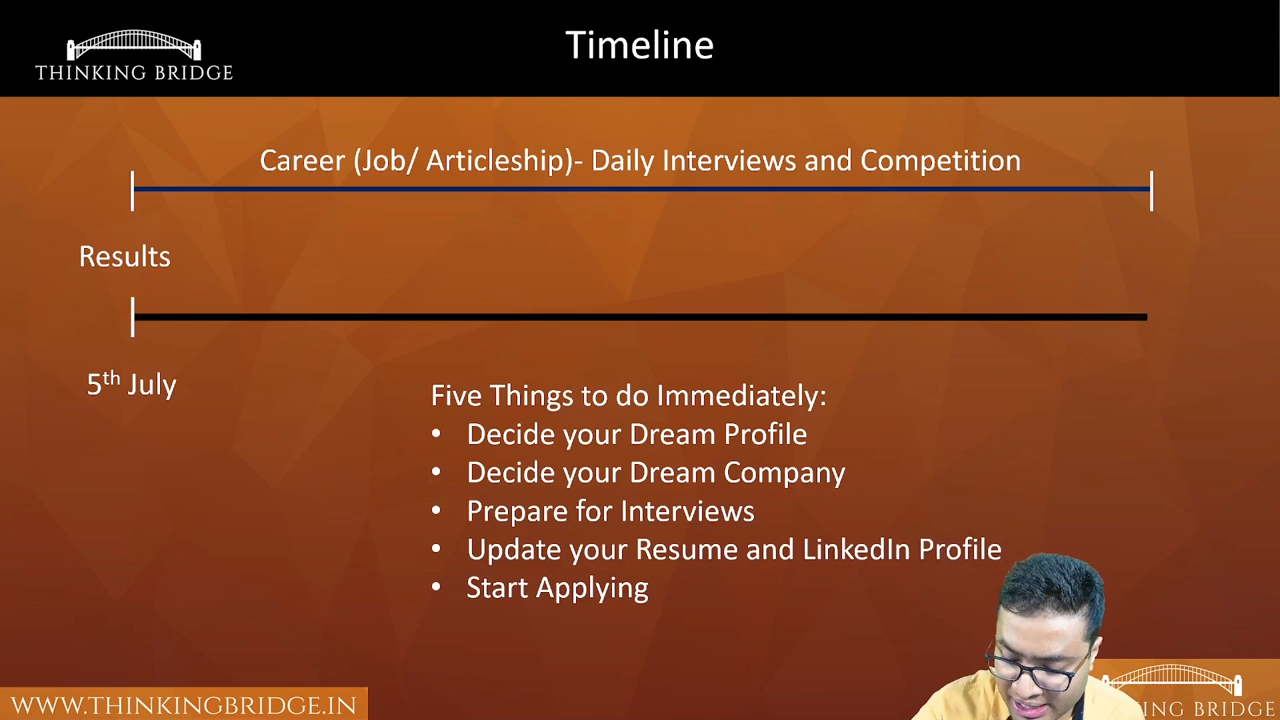 THINKING BRIDGE
Timeline
Career (Job/ Articleship)- Daily Interviews and Competition
Results
5th July
Five Things to do Immediately:
• Decide your Dream Profile
• Decide your Dream Company
• Prepare for Interviews
• Update your Resume and LinkedIn Profile
• Start Applying
WWW.THINKINGBRIDGE.IN
ING BRIDGE